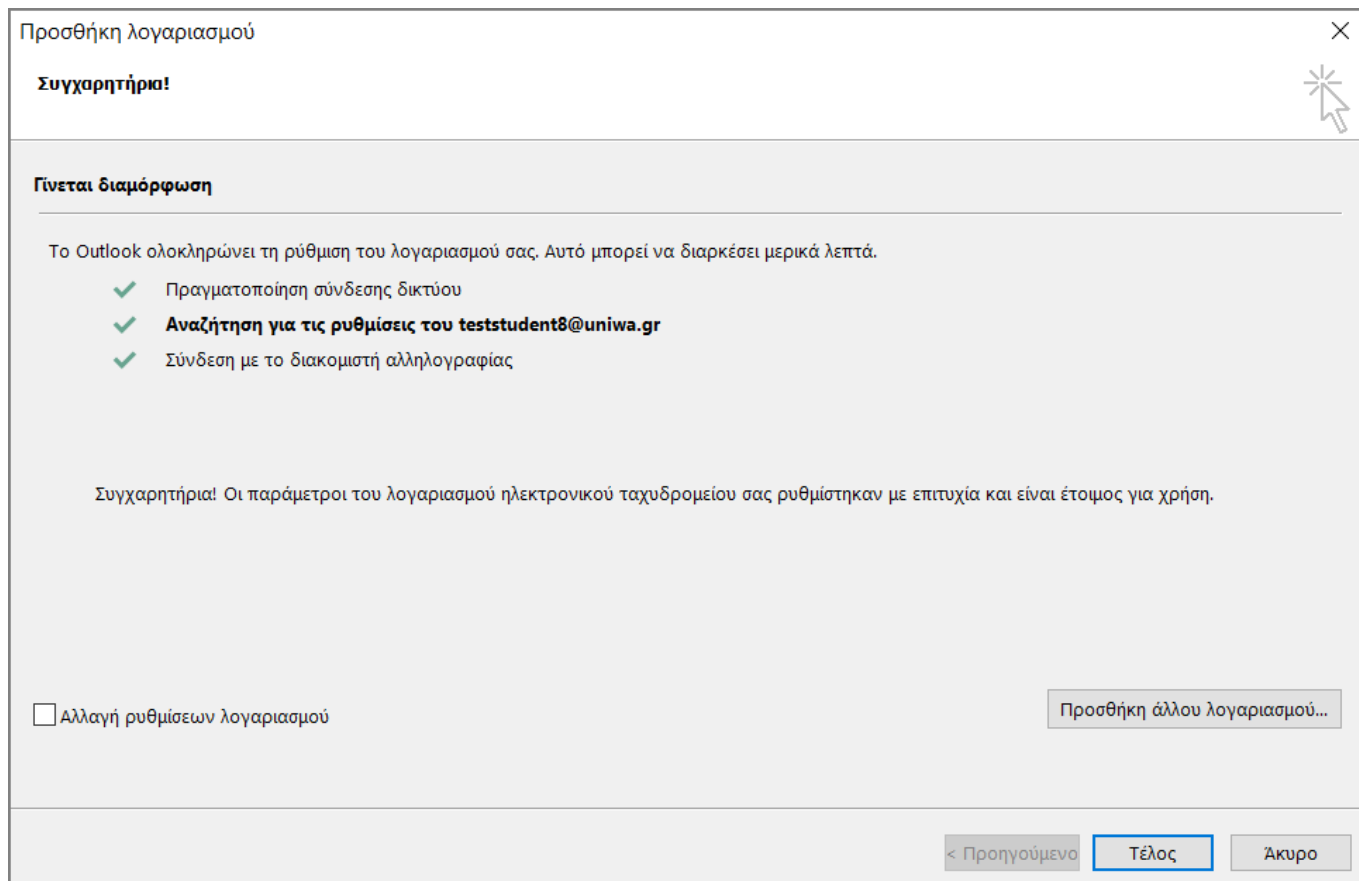 Προσθήκη λογαριασμού
Συγχαρητήρια!
Γίνεται διαμόρφωση
Το Outlook ολοκληρώνει τη ρύθμιση του λογαριασμού σας. Αυτό μπορεί να διαρκέσει μερικά λεπτά.
Πραγματοποίηση σύνδεσης δικτύου
Αναζήτηση για τις ρυθμίσεις του teststudent8@uniwa.gr
Σύνδεση με το διακομιστή αλληλογραφίας
Συγχαρητήρια! Οι παράμετροι του λογαριασμού ηλεκτρονικού ταχυδρομείου σας ρυθμίστηκαν με επιτυχία και είναι έτοιμος για χρήση.
Αλλαγή ρυθμίσεων λογαριασμού
Προσθήκη άλλου λογαριασμού...
< Προηγούμενο
Τέλος
Άκυρο